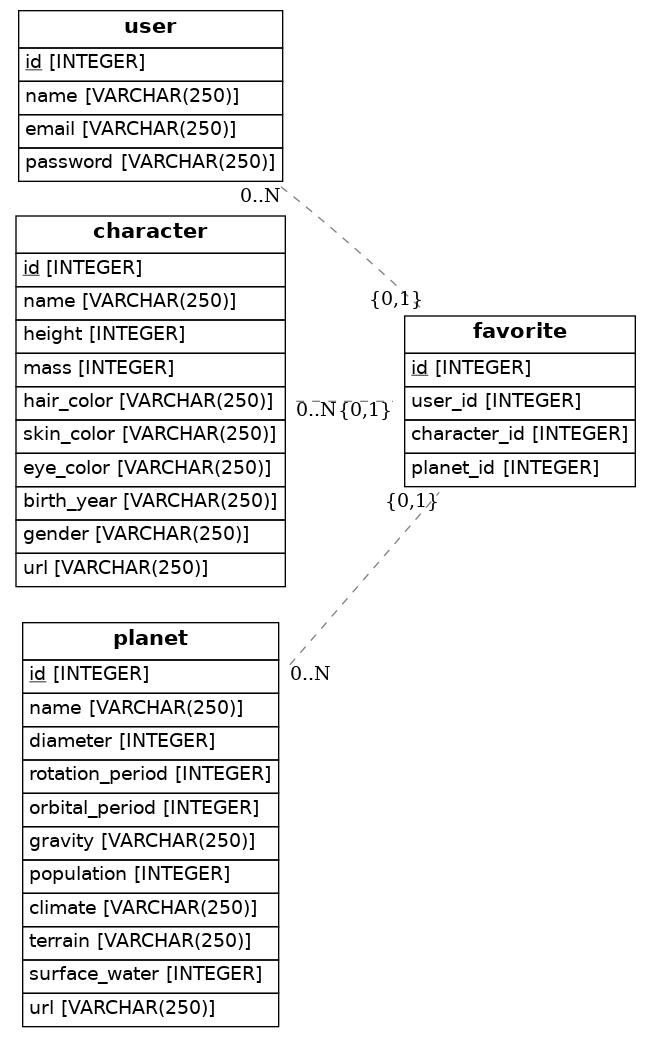 user
id [INTEGER]
name [VARCHAR(250)]
email [VARCHAR(250)]
password [VARCHAR(250)]
0..N
{0,1}
character
id [INTEGER]
name [VARCHAR(250)]
height [INTEGER]
mass [INTEGER]
hair_color [VARCHAR(250)]
skin_color [VARCHAR(250)]
eye_color [VARCHAR(250)]
birth_year [VARCHAR(250)]
gender [VARCHAR(250)]
url [VARCHAR(250)]
0..N
{0,1}
favorite
id [INTEGER]
user_id [INTEGER]
character_id [INTEGER]
planet_id [INTEGER]
{0,1}
0..N
planet
id [INTEGER]
name [VARCHAR(250)]
diameter [INTEGER]
rotation_period [INTEGER]
orbital_period [INTEGER]
gravity [VARCHAR(250)]
population [INTEGER]
climate [VARCHAR(250)]
terrain [VARCHAR(250)]
surface_water [INTEGER]
url [VARCHAR(250)]